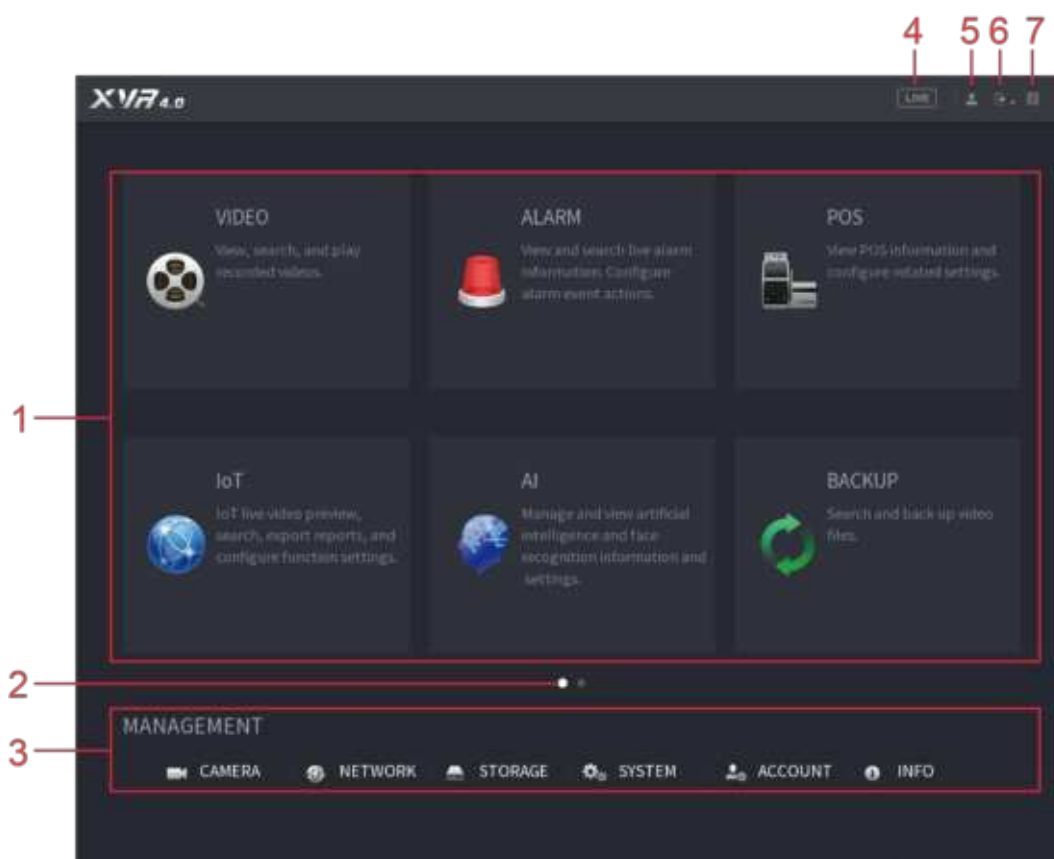 4 5 6 7
XVR 4.0
LIVE
VIDEO
View, search, and play
recorded videos.
ALARM
View and search live alarm
information. Configure
alarm event actions.
POS
View POS information and
configure related settings.
1
IoT
IoT live video preview,
search, export reports, and
configure function settings.
AI
Manage and view artificial
intelligence and face
recognition information and
settings.
BACKUP
Search and back up video
files.
2
3
MANAGEMENT
CAMERA NETWORK STORAGE SYSTEM ACCOUNT INFO